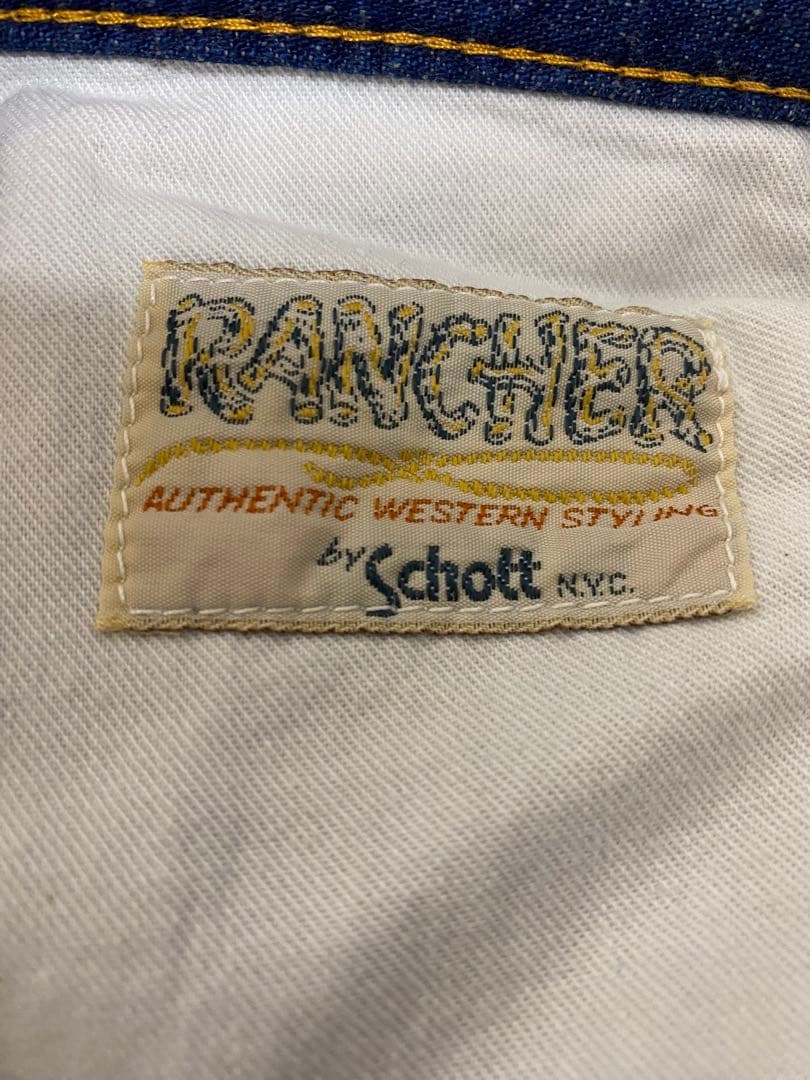 RANCHER
AUTHENTIC WESTERN STYLING
by Schott N.Y.C.